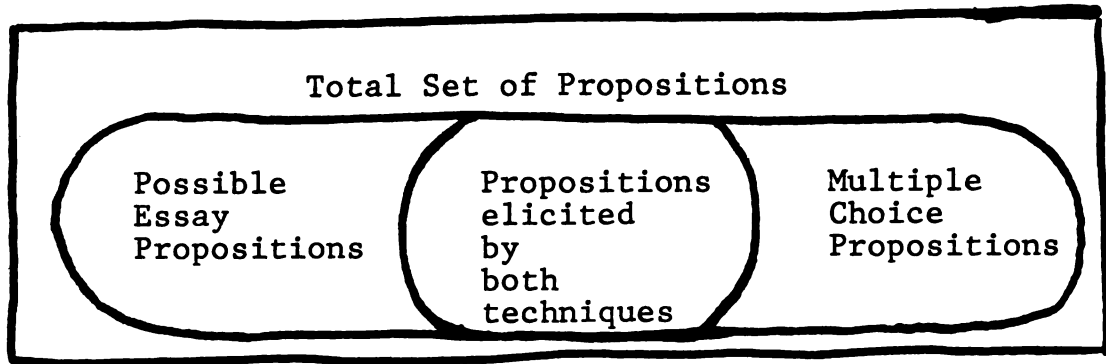 Total Set of Propositions
Possible
Essay
Propositions
Propositions
elicited
by
both
techniques
Multiple
Choice
Propositions